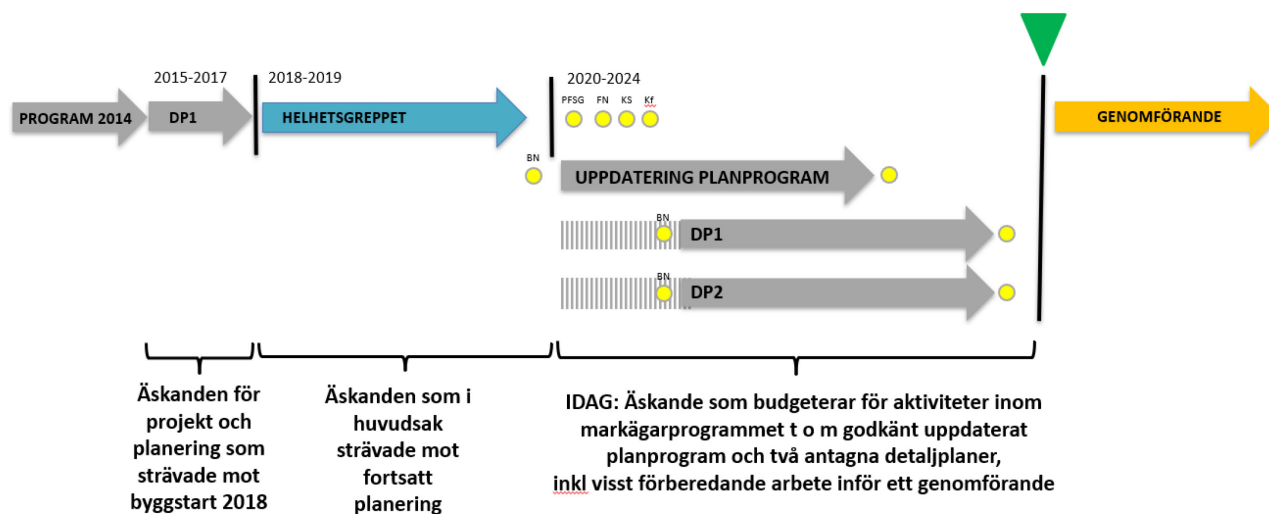 2015-2017
2018-2019
2020-2024
PFSG
FN
KS
Kf
PROGRAM 2014
DP1
HELHETSGREPPET
GENOMFÖRANDE
BN
UPPDATERING PLANPROGRAM
BN
DP1
BN
DP2
Äskanden för
projekt och
planering som
strävade mot
byggstart 2018
Äskanden som i
huvudsak
strävade mot
fortsatt
planering
IDAG: Äskande som budgeterar för aktiviteter inom
markägarprogrammet t o m godkänt uppdaterat
planprogram och två antagna detaljplaner,
inkl visst förberedande arbete inför ett genomförande